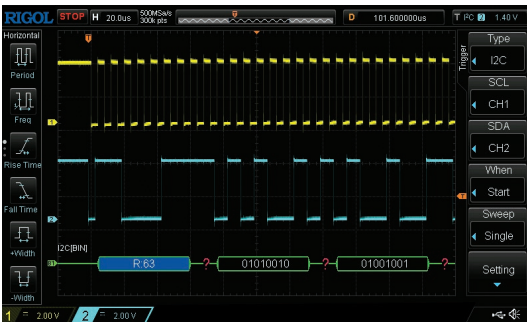 RIGOL STOP H 20.0us 500MSa/s 300k pts D 101.600000us T I²C 2 1.40 V
Horizontal
Period
Freq
Rise Time
Fall Time
+Width
-Width
I2C[BIN]
B1 R:63 ? 01010010 ? 01001001 ?
Trigger
Type
I2C
SCL
CH1
SDA
CH2
When
Start
Sweep
Single
Setting
1 = 2.00 V 2 = 2.00 V